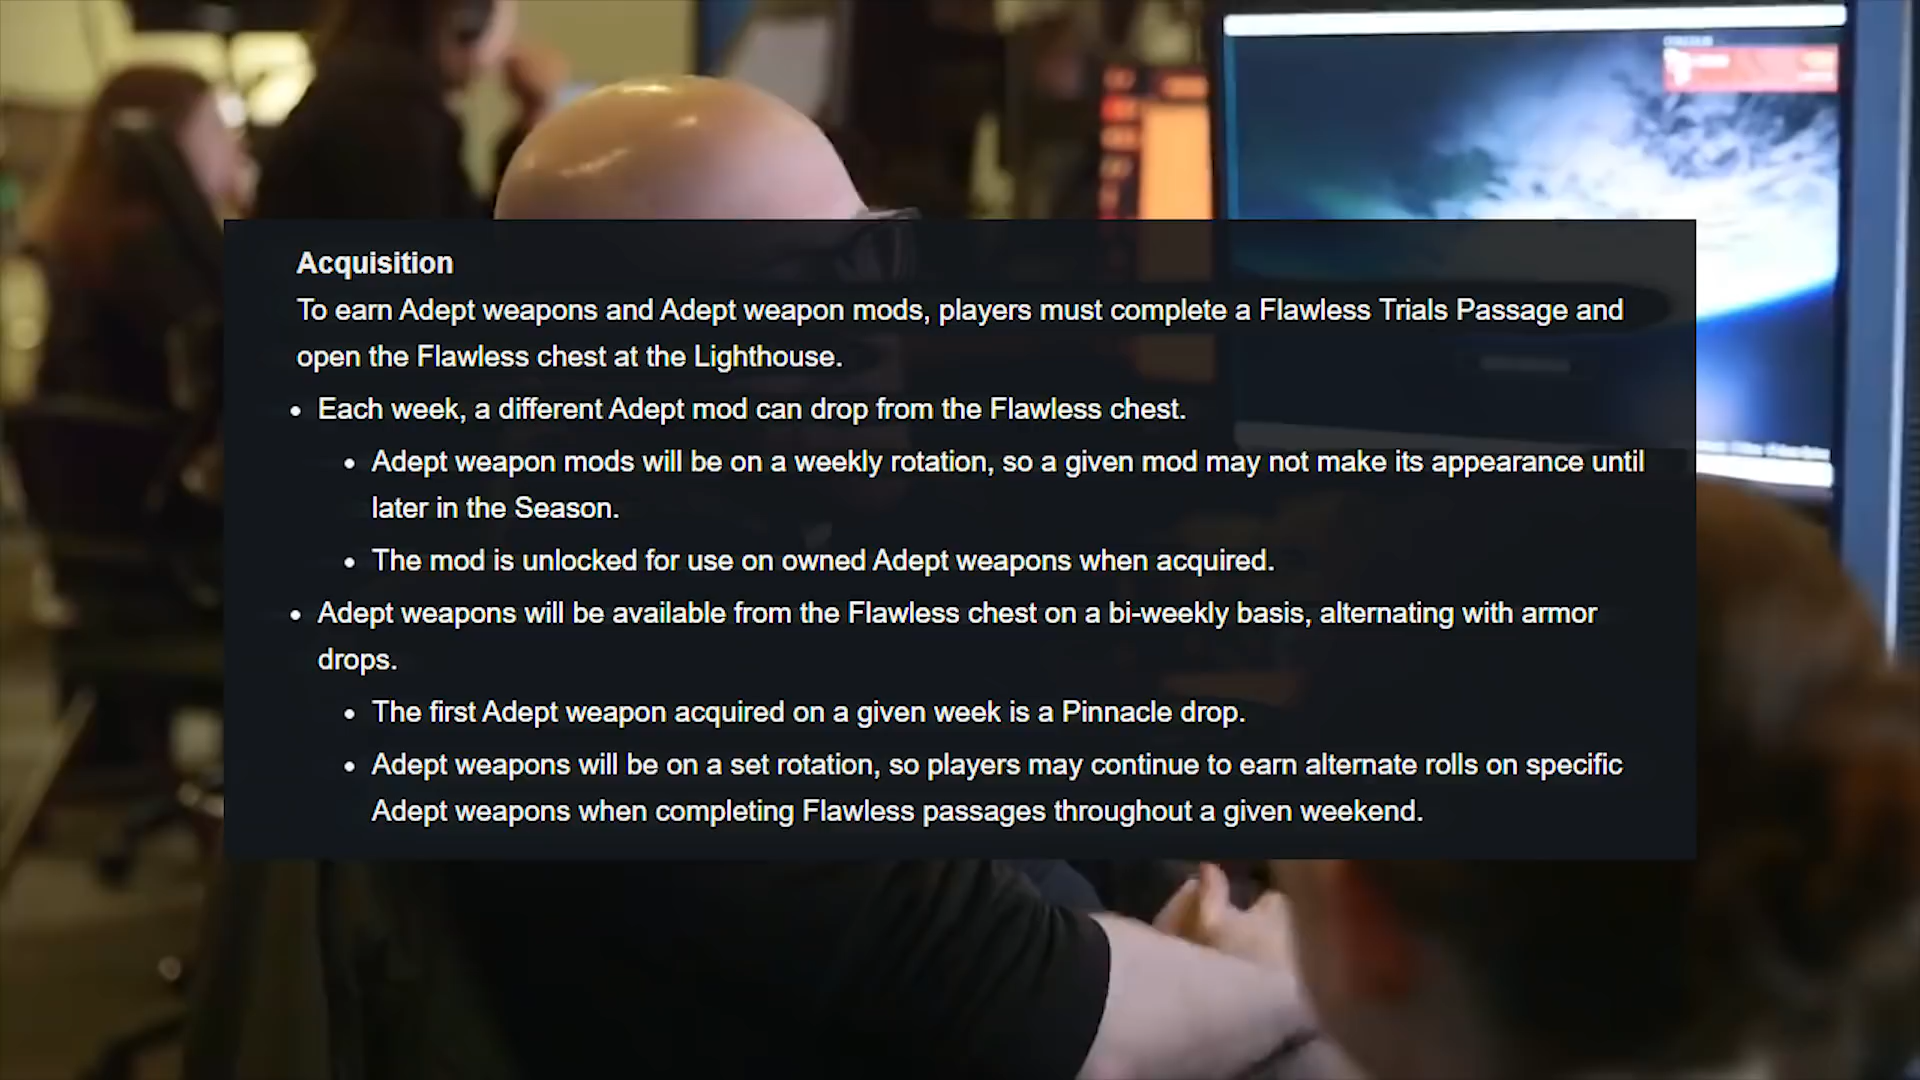 Acquisition
To earn Adept weapons and Adept weapon mods, players must complete a Flawless Trials Passage and
open the Flawless chest at the Lighthouse.
Each week, a different Adept mod can drop from the Flawless chest.
Adept weapon mods will be on a weekly rotation, so a given mod may not make its appearance until
later in the Season.
The mod is unlocked for use on owned Adept weapons when acquired.
Adept weapons will be available from the Flawless chest on a bi-weekly basis, alternating with armor
drops.
The first Adept weapon acquired on a given week is a Pinnacle drop.
Adept weapons will be on a set rotation, so players may continue to earn alternate rolls on specific
Adept weapons when completing Flawless passages throughout a given weekend.